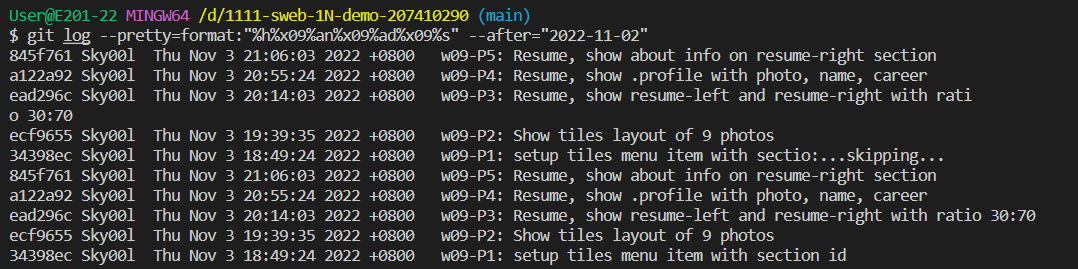 User@E201-22 MINGW64 /d/1111-sweb-1N-demo-207410290 (main)
$ git log --pretty=format:"%h%x09%an%x09%ad%x09%s" --after="2022-11-02"
845f761 Sky00l  Thu Nov 3 21:06:03 2022 +0800   w09-P5: Resume, show about info on resume-right section
a122a92 Sky00l  Thu Nov 3 20:55:24 2022 +0800   w09-P4: Resume, show .profile with photo, name, career
ead296c Sky00l  Thu Nov 3 20:14:03 2022 +0800   w09-P3: Resume, show resume-left and resume-right with rati
o 30:70
ecf9655 Sky00l  Thu Nov 3 19:39:35 2022 +0800   w09-P2: Show tiles layout of 9 photos
34398ec Sky00l  Thu Nov 3 18:49:24 2022 +0800   w09-P1: setup tiles menu item with sectio:...skipping...
845f761 Sky00l  Thu Nov 3 21:06:03 2022 +0800   w09-P5: Resume, show about info on resume-right section
a122a92 Sky00l  Thu Nov 3 20:55:24 2022 +0800   w09-P4: Resume, show .profile with photo, name, career
ead296c Sky00l  Thu Nov 3 20:14:03 2022 +0800   w09-P3: Resume, show resume-left and resume-right with ratio 30:70
ecf9655 Sky00l  Thu Nov 3 19:39:35 2022 +0800   w09-P2: Show tiles layout of 9 photos
34398ec Sky00l  Thu Nov 3 18:49:24 2022 +0800   w09-P1: setup tiles menu item with section id